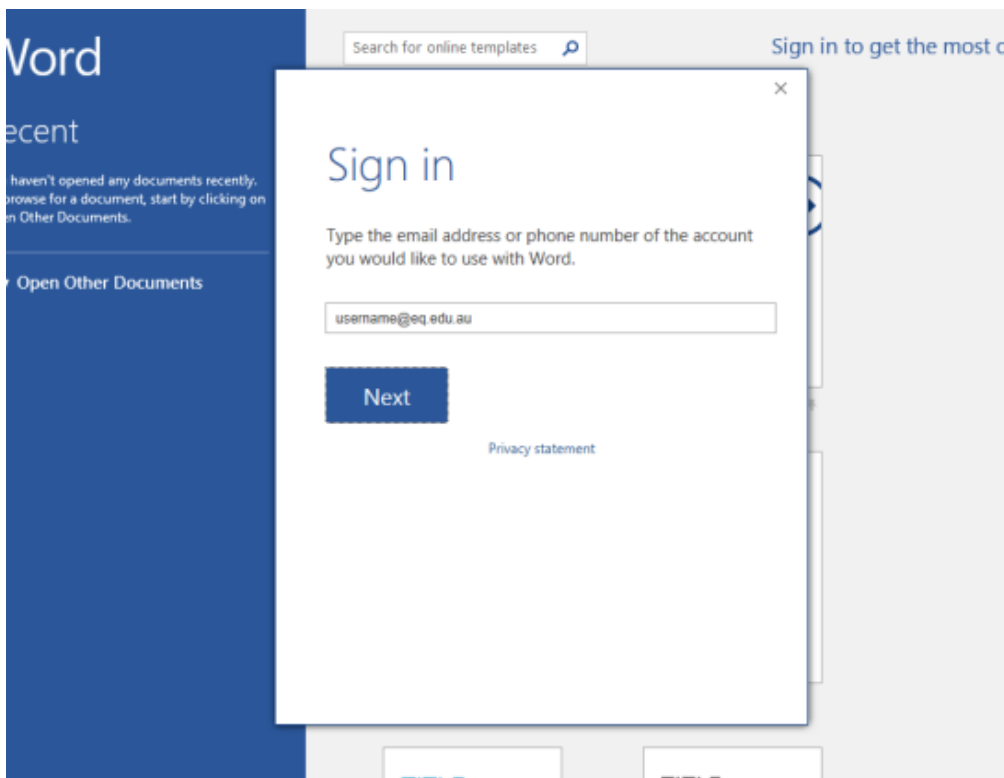 Word
Search for online templates
Sign in to get the most
ecent
haven't opened any documents recently.
browse for a document, start by clicking on
Other Documents.
Open Other Documents
Sign in
Type the email address or phone number of the account
you would like to use with Word.
username@eq.edu.au
Next
Privacy statement